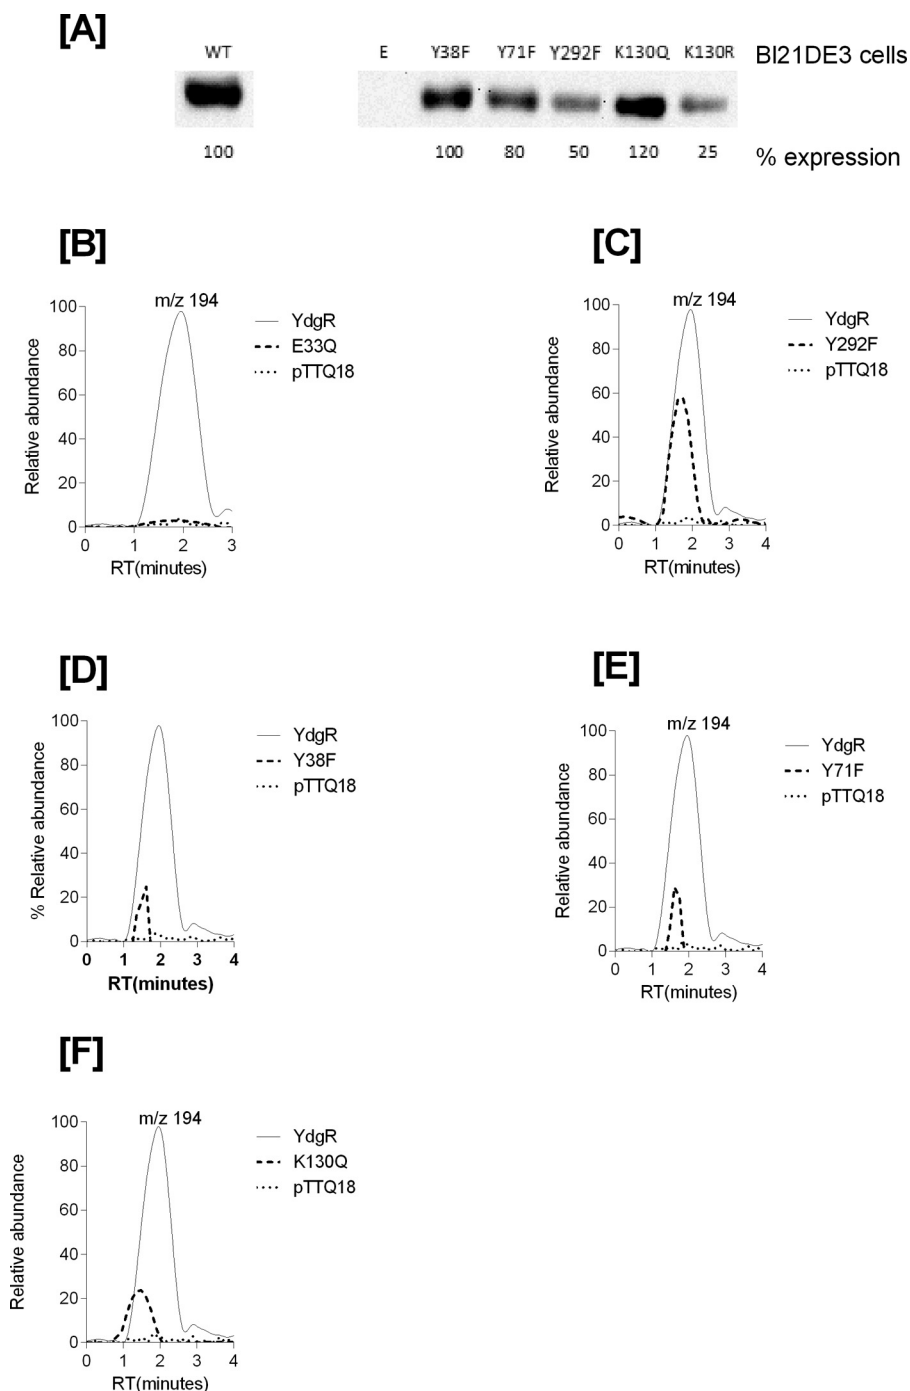 [A]
WT E Y38F Y71F Y292F K130Q K130R Bl21DE3 cells
100 100 80 50 120 25 % expression
[B]
m/z 194
YdgR
E33Q
pTTQ18
Relative abundance
100
80
60
40
20
0
0 1 2 3
RT(minutes)
[C]
m/z 194
YdgR
Y292F
pTTQ18
Relative abundance
100
80
60
40
20
0
0 1 2 3 4
RT(minutes)
[D]
YdgR
Y38F
pTTQ18
% Relative abundance
100
80
60
40
20
0
0 1 2 3 4
RT(minutes)
[E]
m/z 194
YdgR
Y71F
pTTQ18
Relative abundance
100
80
60
40
20
0
0 1 2 3 4
RT(minutes)
[F]
m/z 194
YdgR
K130Q
pTTQ18
Relative abundance
100
80
60
40
20
0
0 1 2 3 4
RT(minutes)